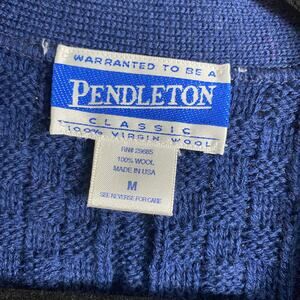 WARRANTED TO BE A
PENDLETON
CLASSIC
100% VIRGIN WOOL
RN# 29685
100% WOOL
MADE IN USA
M
SEE REVERSE FOR CARE